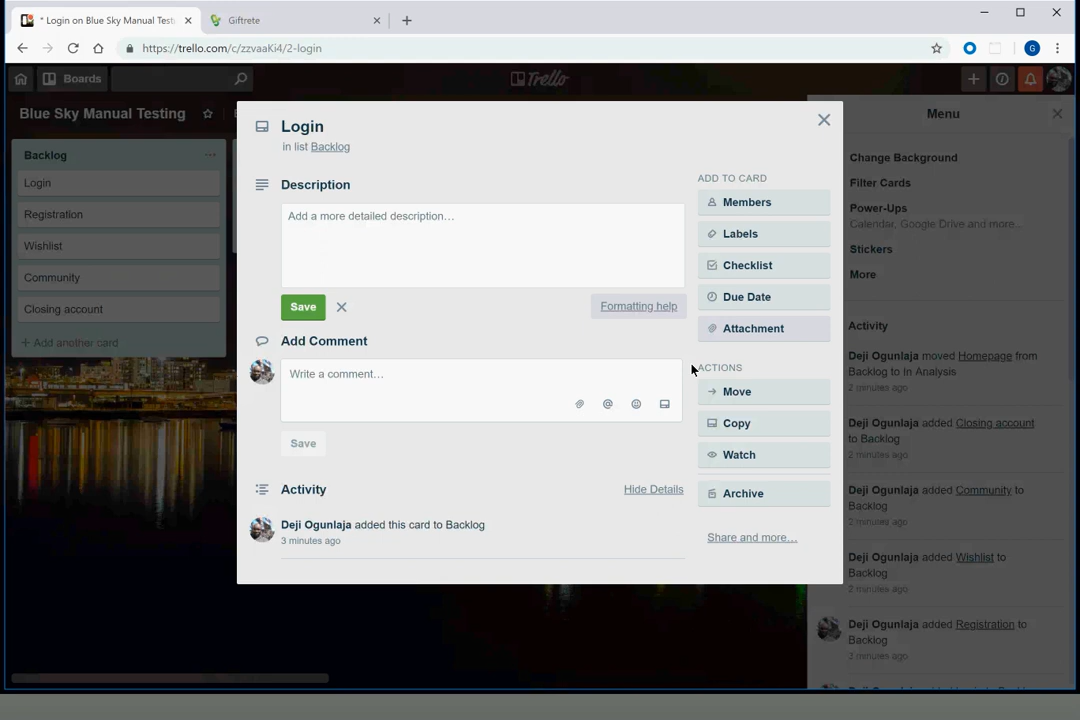 * Login on Blue Sky Manual Test
Giftrete
https://trello.com/c/zzvaaKi4/2-login
G
Boards
Trello
Blue Sky Manual Testing
Menu
Backlog
Login
Registration
Wishlist
Community
Closing account
+ Add another card
Login
in list Backlog
Description
Add a more detailed description…
Save
Formatting help
Add Comment
Write a comment…
Save
Activity
Hide Details
Deji Ogunlaja added this card to Backlog
3 minutes ago
ADD TO CARD
Members
Labels
Checklist
Due Date
Attachment
ACTIONS
Move
Copy
Watch
Archive
Share and more…
Change Background
Filter Cards
Power-Ups
Calendar, Google Drive and more…
Stickers
More
Activity
Deji Ogunlaja moved Homepage from
Backlog to In Analysis
2 minutes ago
Deji Ogunlaja added Closing account
to Backlog
2 minutes ago
Deji Ogunlaja added Community to
Backlog
2 minutes ago
Deji Ogunlaja added Wishlist to
Backlog
2 minutes ago
Deji Ogunlaja added Registration to
Backlog
3 minutes ago